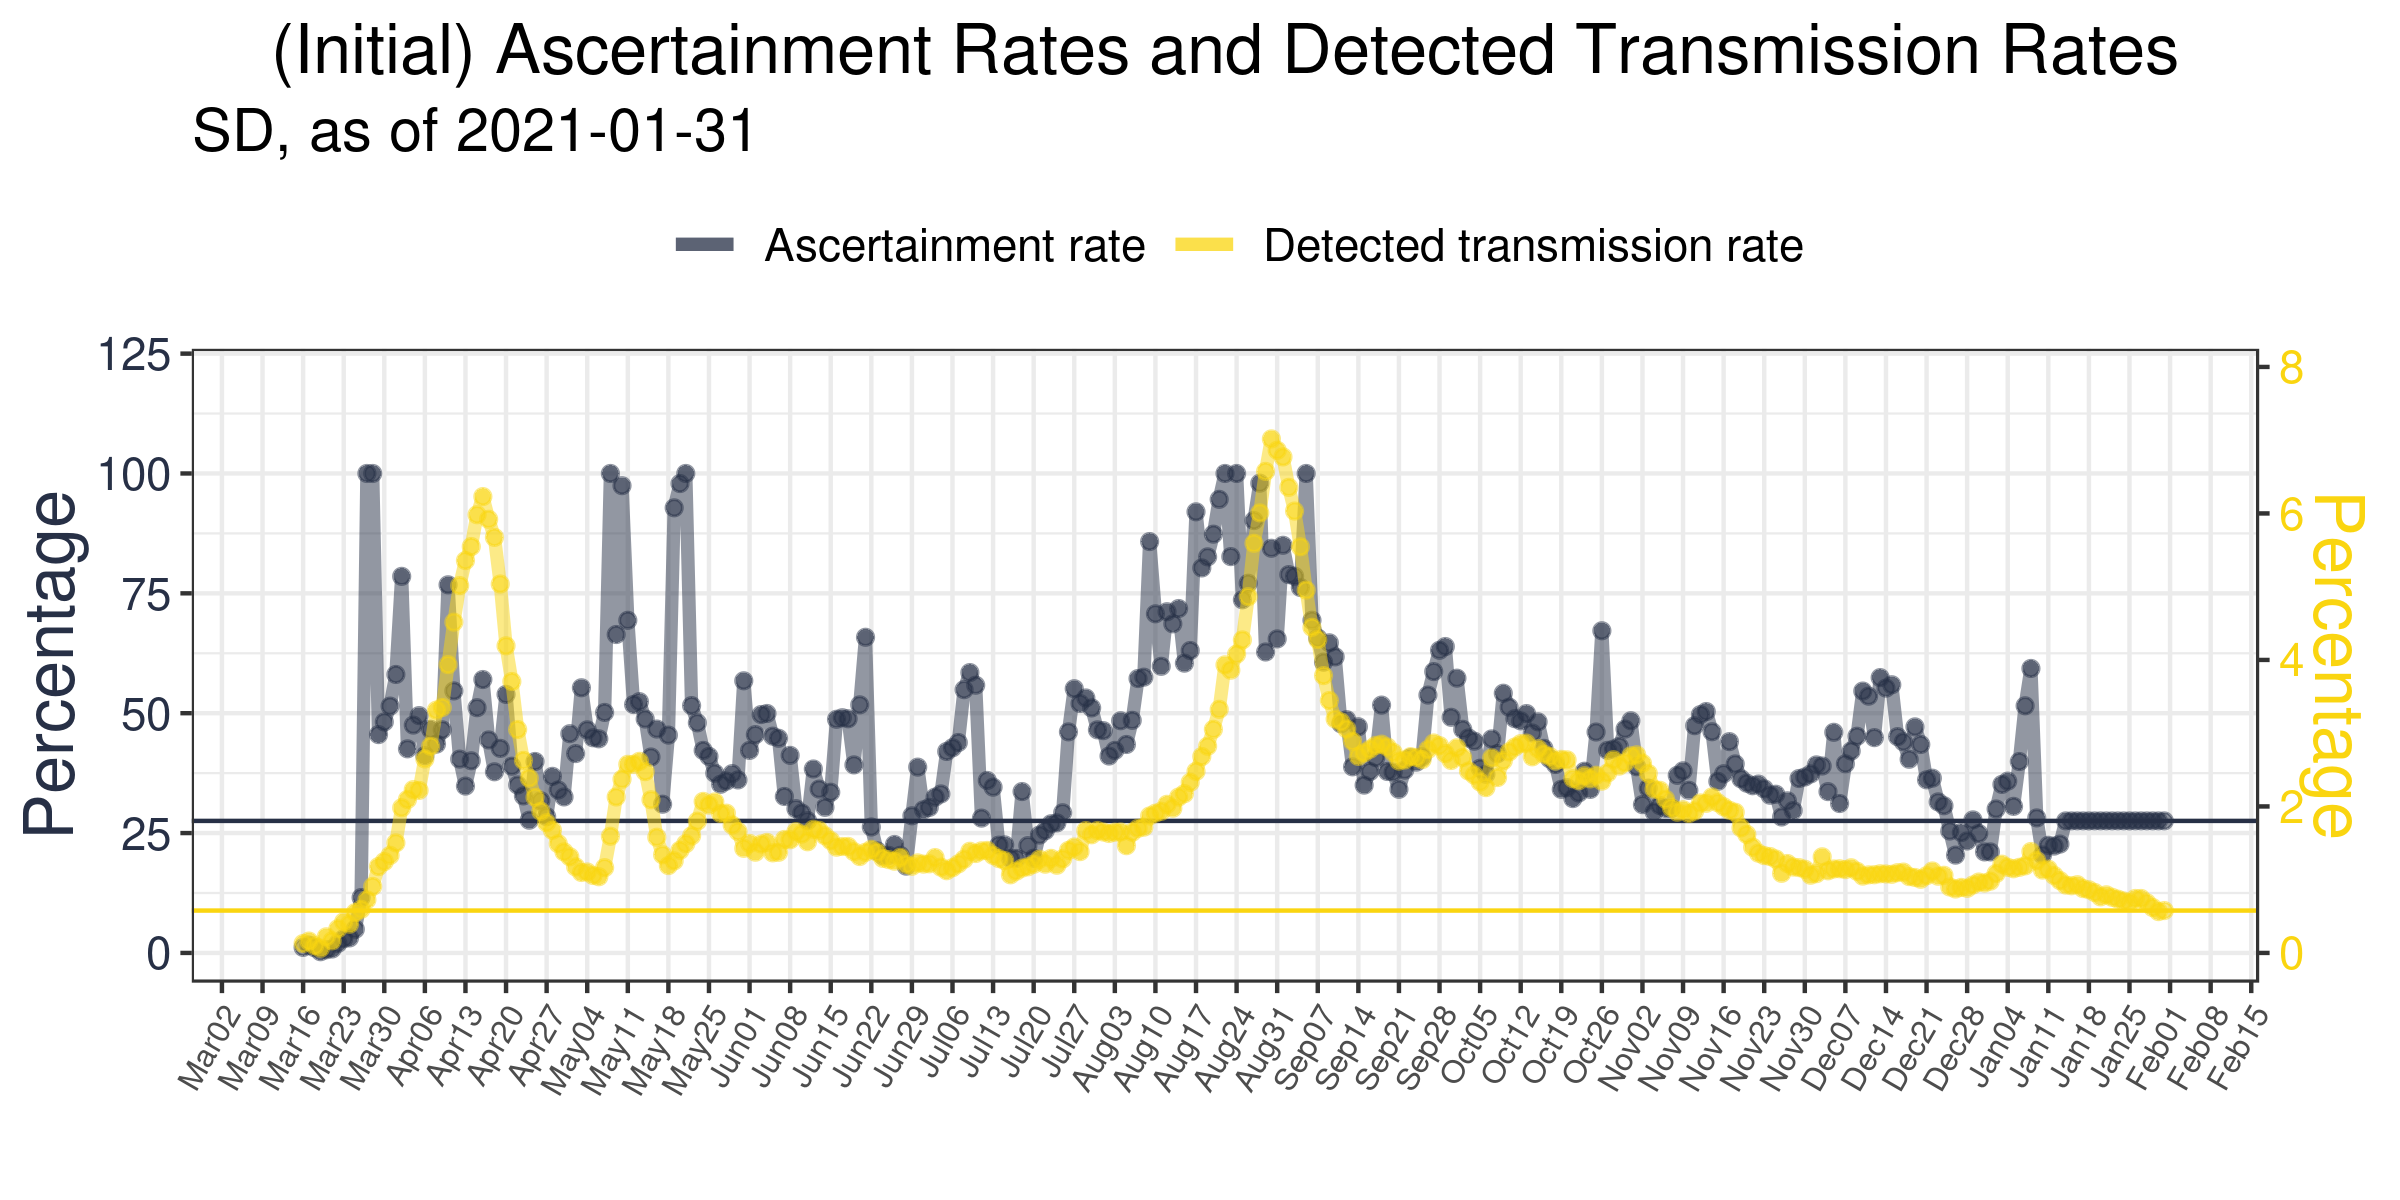 (Initial) Ascertainment Rates and Detected Transmission Rates
SD, as of 2021-01-31
Ascertainment rate
Detected transmission rate
Percentage
125
100
75
50
25
0
8
6
4
2
0
Percentage
Mar02
Mar09
Mar16
Mar23
Mar30
Apr06
Apr13
Apr20
Apr27
May04
May11
May18
May25
Jun01
Jun08
Jun15
Jun22
Jun29
Jul06
Jul13
Jul20
Jul27
Aug03
Aug10
Aug17
Aug24
Aug31
Sep07
Sep14
Sep21
Sep28
Oct05
Oct12
Oct19
Oct26
Nov02
Nov09
Nov16
Nov23
Nov30
Dec07
Dec14
Dec21
Dec28
Jan04
Jan11
Jan18
Jan25
Feb01
Feb08
Feb15